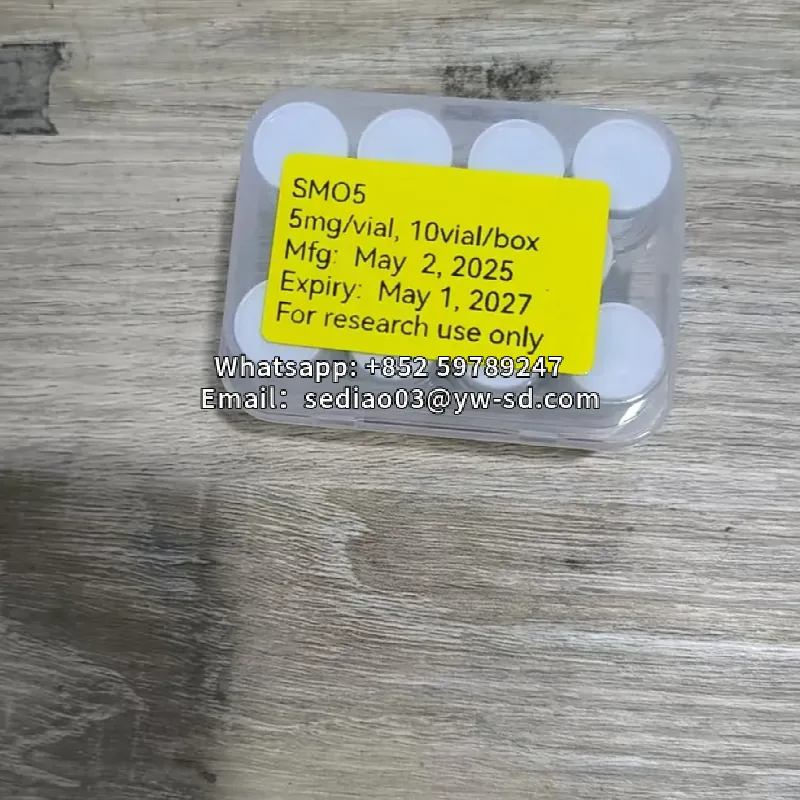 SMO5
5mg/vial, 10vial/box
Mfg:  May  2, 2025
Expiry:  May 1, 2027
For research use only
Whatsapp: +852 59789247
Email：sediao03@yw-sd.com